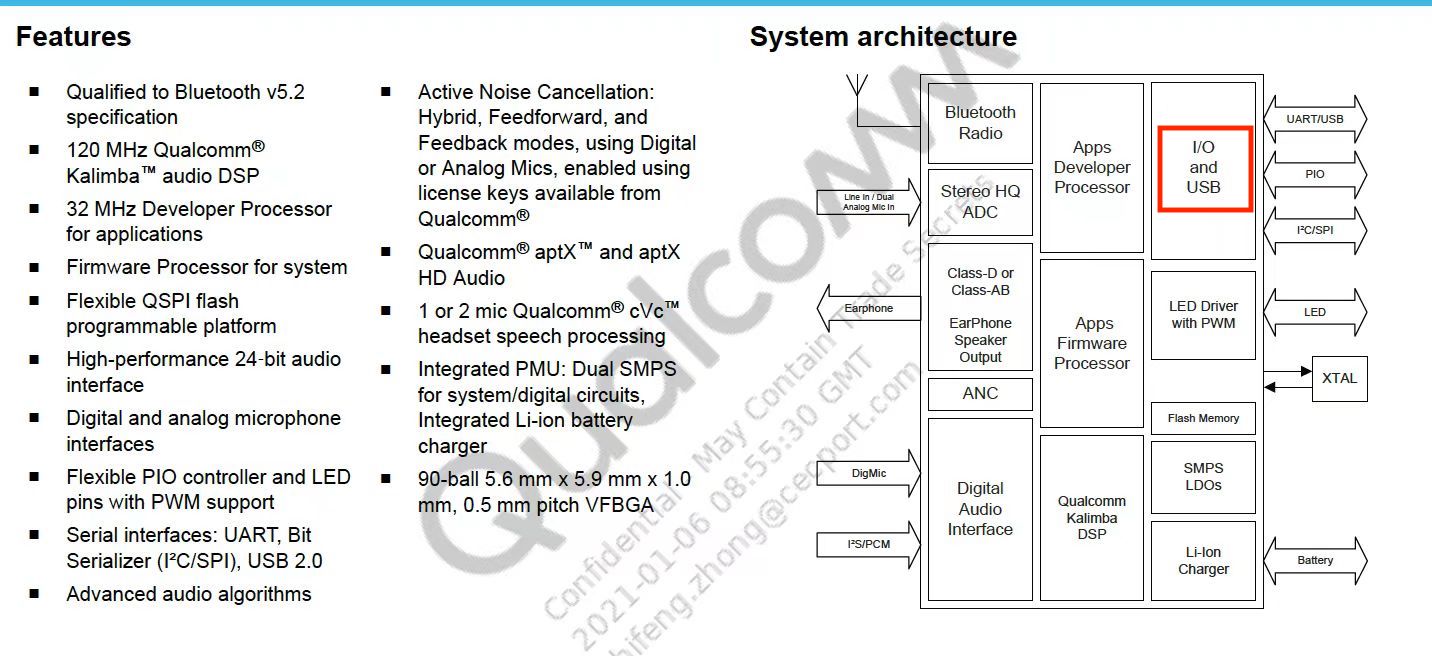 Features
■ Qualified to Bluetooth v5.2
specification
■ 120 MHz Qualcomm®
Kalimba™ audio DSP
■ 32 MHz Developer Processor
for applications
■ Firmware Processor for system
■ Flexible QSPI flash
programmable platform
■ High-performance 24-bit audio
interface
■ Digital and analog microphone
interfaces
■ Flexible PIO controller and LED
pins with PWM support
■ Serial interfaces: UART, Bit
Serializer (I²C/SPI), USB 2.0
■ Advanced audio algorithms
■ Active Noise Cancellation:
Hybrid, Feedforward, and
Feedback modes, using Digital
or Analog Mics, enabled using
license keys available from
Qualcomm®
■ Qualcomm® aptX™ and aptX
HD Audio
■ 1 or 2 mic Qualcomm® cVc™
headset speech processing
■ Integrated PMU: Dual SMPS
for system/digital circuits,
Integrated Li-ion battery
charger
■ 90-ball 5.6 mm x 5.9 mm x 1.0
mm, 0.5 mm pitch VFBGA
System architecture
Bluetooth
Radio
Stereo HQ
ADC
Class-D or
Class-AB
EarPhone
Speaker
Output
ANC
Digital
Audio
Interface
Apps
Developer
Processor
Apps
Firmware
Processor
Qualcomm
Kalimba
DSP
I/O
and
USB
LED Driver
with PWM
Flash Memory
SMPS
LDOs
Li-Ion
Charger
Line In / Dual
Analog Mic In
Earphone
DigMic
I²S/PCM
UART/USB
PIO
I²C/SPI
LED
XTAL
Battery
Qualcomm
Confidential May Contain Trade Secrets
2021-01-06 08:55:30 GMT
hifeng.zhong@cecport.com